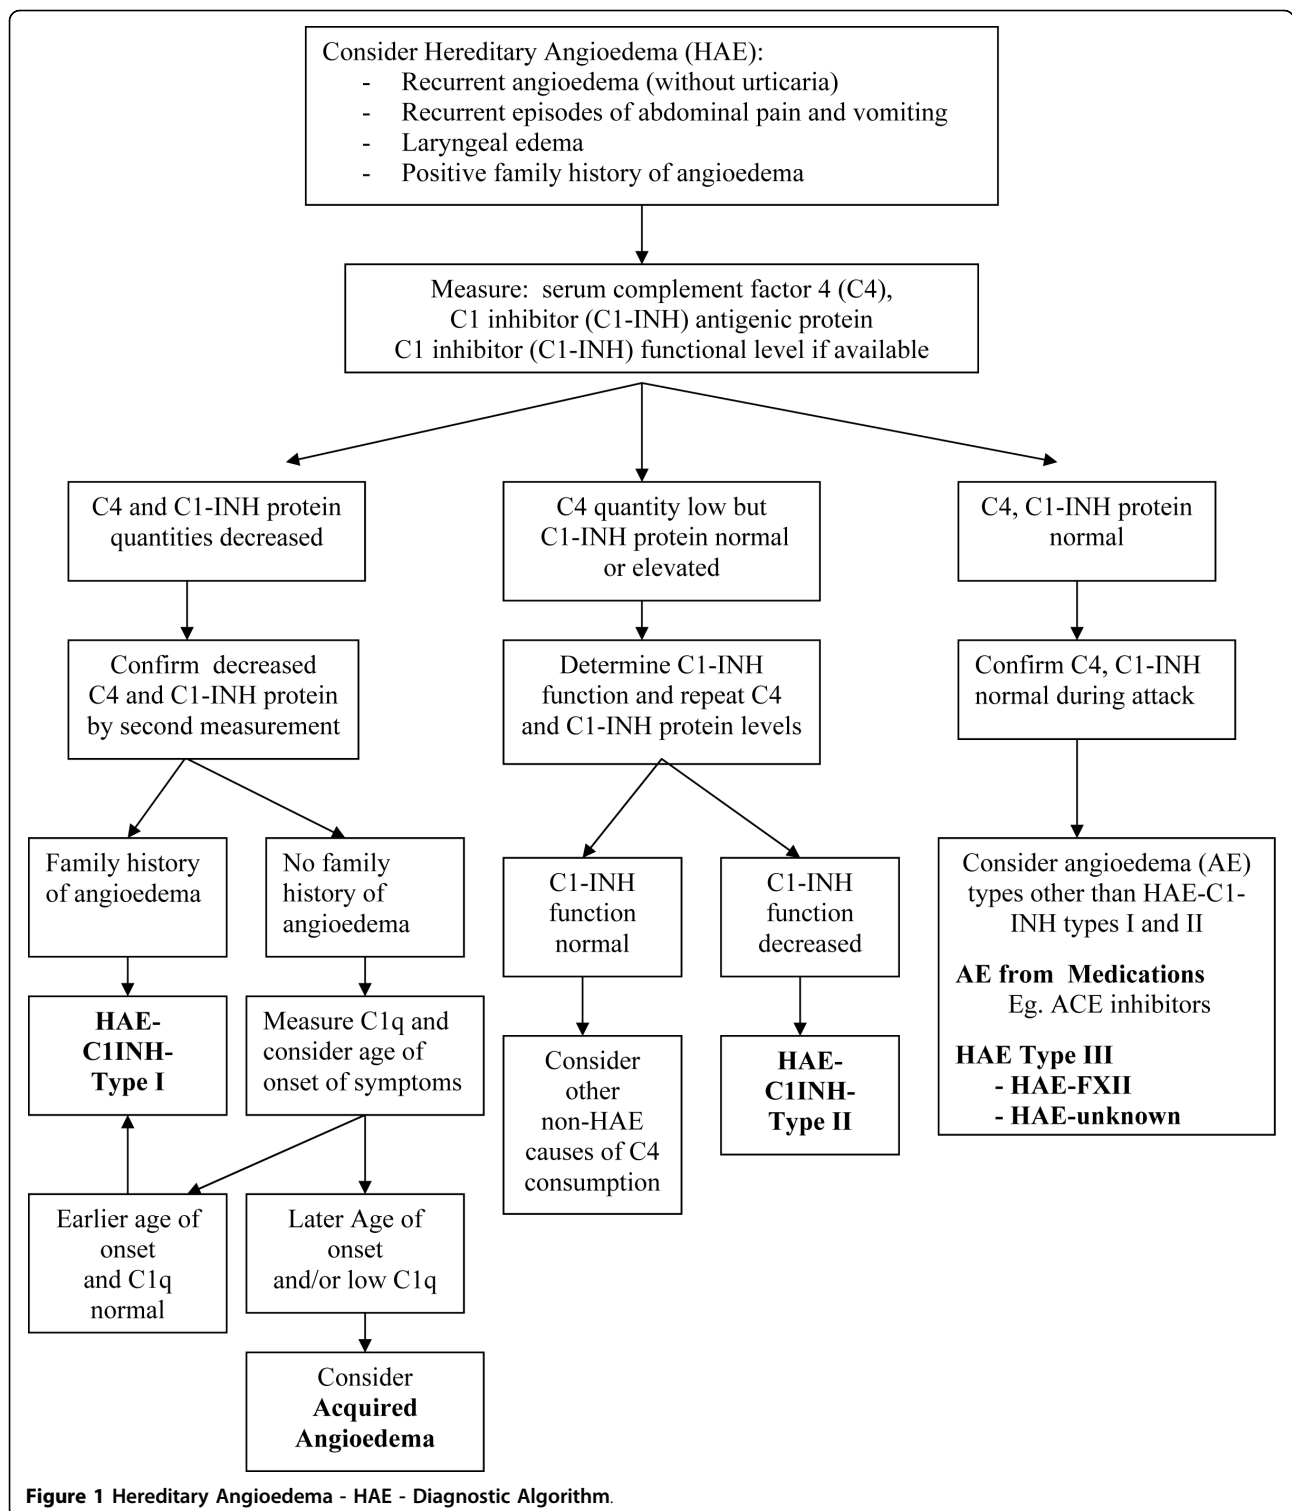 Consider Hereditary Angioedema (HAE):
- Recurrent angioedema (without urticaria)
- Recurrent episodes of abdominal pain and vomiting
- Laryngeal edema
- Positive family history of angioedema
Measure: serum complement factor 4 (C4),
C1 inhibitor (C1-INH) antigenic protein
C1 inhibitor (C1-INH) functional level if available
C4 and C1-INH protein
quantities decreased
C4 quantity low but
C1-INH protein normal
or elevated
C4, C1-INH protein
normal
Confirm decreased
C4 and C1-INH protein
by second measurement
Determine C1-INH
function and repeat C4
and C1-INH protein levels
Confirm C4, C1-INH
normal during attack
Family history
of angioedema
No family
history of
angioedema
C1-INH
function
normal
C1-INH
function
decreased
Consider angioedema (AE)
types other than HAE-C1-
INH types I and II
AE from Medications
Eg. ACE inhibitors
HAE Type III
- HAE-FXII
- HAE-unknown
HAE-
C1INH-
Type I
Measure C1q and
consider age of
onset of symptoms
Consider
other
non-HAE
causes of C4
consumption
HAE-
C1INH-
Type II
Earlier age of
onset
and C1q
normal
Later Age of
onset
and/or low C1q
Consider
Acquired
Angioedema
Figure 1 Hereditary Angioedema - HAE - Diagnostic Algorithm.